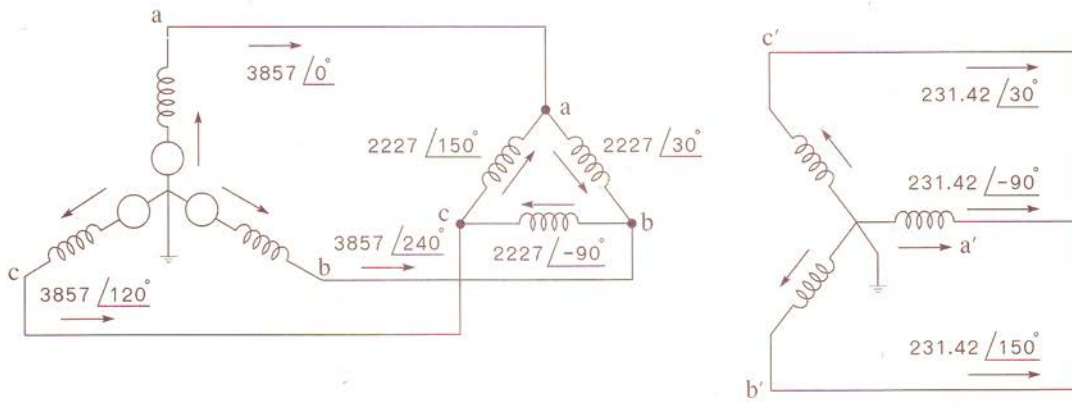 a
3857 /0°
a
2227 /150°
2227 /30°
c
b
3857 /240°
2227 /-90°
c
b
3857 /120°
c'
231.42 /30°
231.42 /-90°
a'
231.42 /150°
b'